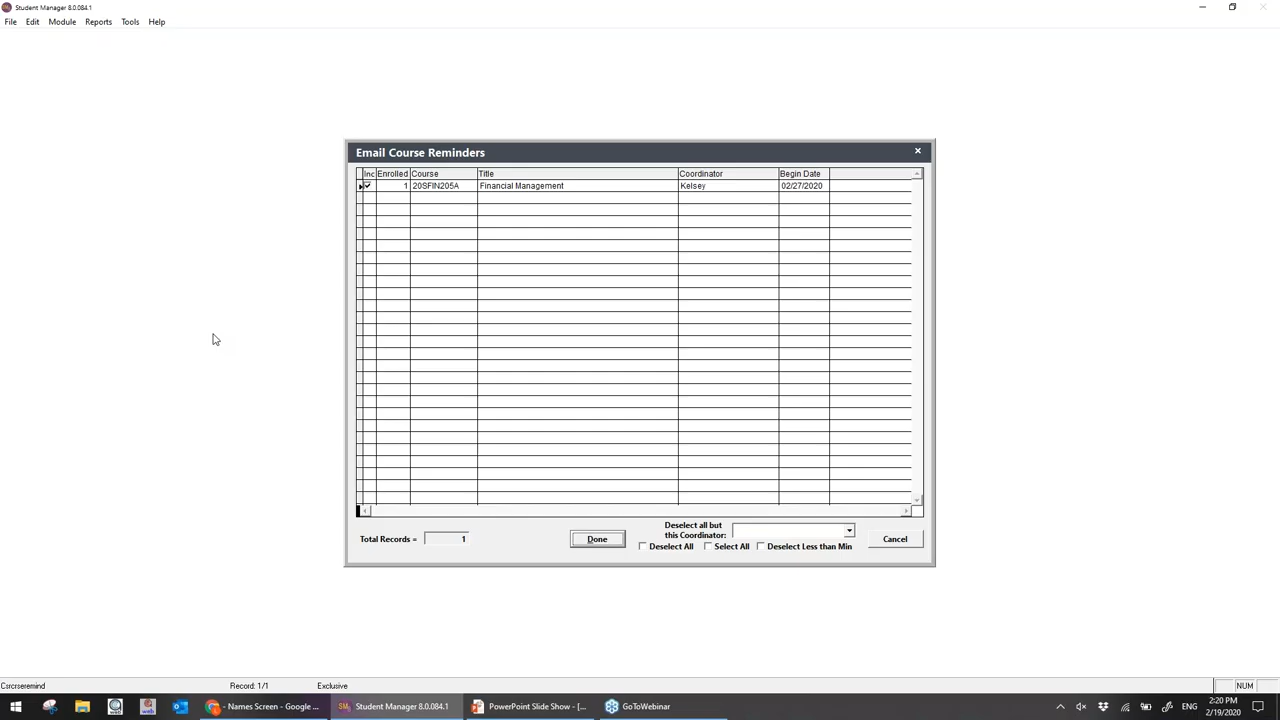 Student Manager 8.0.084.1
File Edit Module Reports Tools Help
Email Course Reminders
Inc Enrolled Course Title Coordinator Begin Date
1 20SFIN205A Financial Management Kelsey 02/27/2020
Total Records = 1
Done
Deselect all but
this Coordinator:
Deselect All Select All Deselect Less than Min
Cancel
Csrcrseremind Record: 1/1 Exclusive NUM
- Names Screen - Google ... Student Manager 8.0.084.1 PowerPoint Slide Show - [... GoToWebinar ENG 2:20 PM
2/19/2020